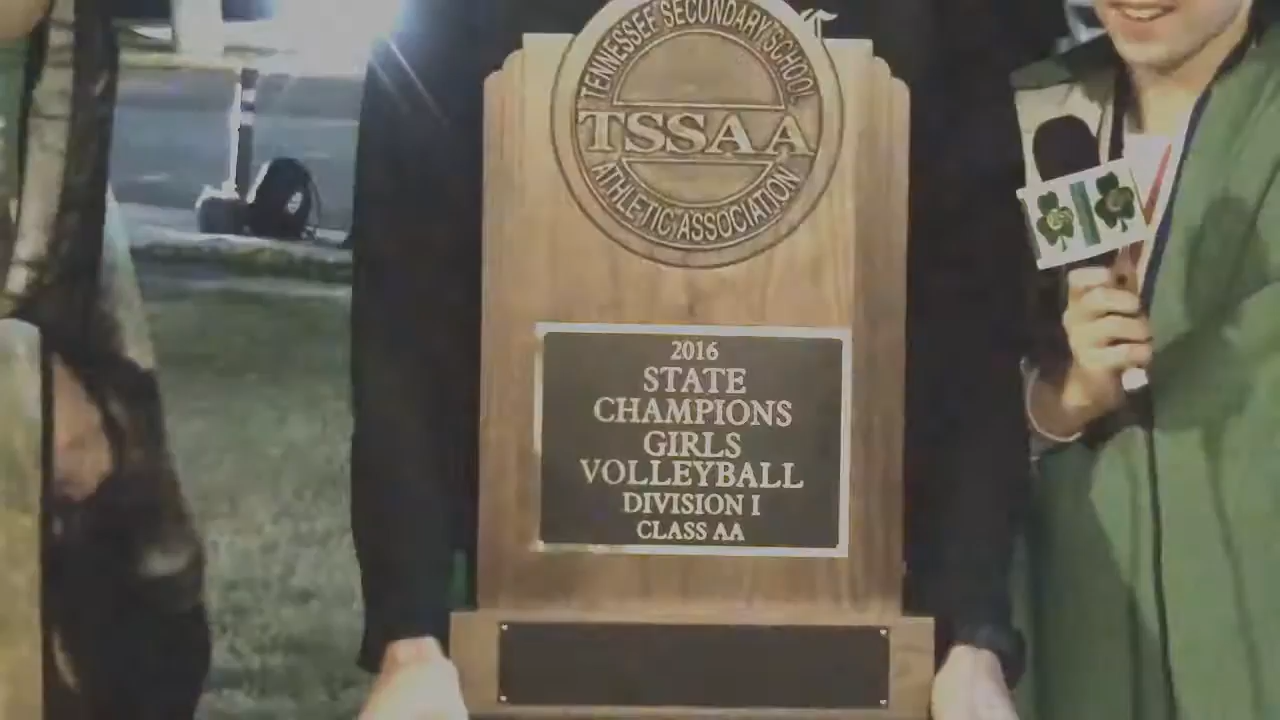 TENNESSEE SECONDARY SCHOOL
TSSAA
ATHLETIC ASSOCIATION
2016
STATE
CHAMPIONS
GIRLS
VOLLEYBALL
DIVISION I
CLASS AA